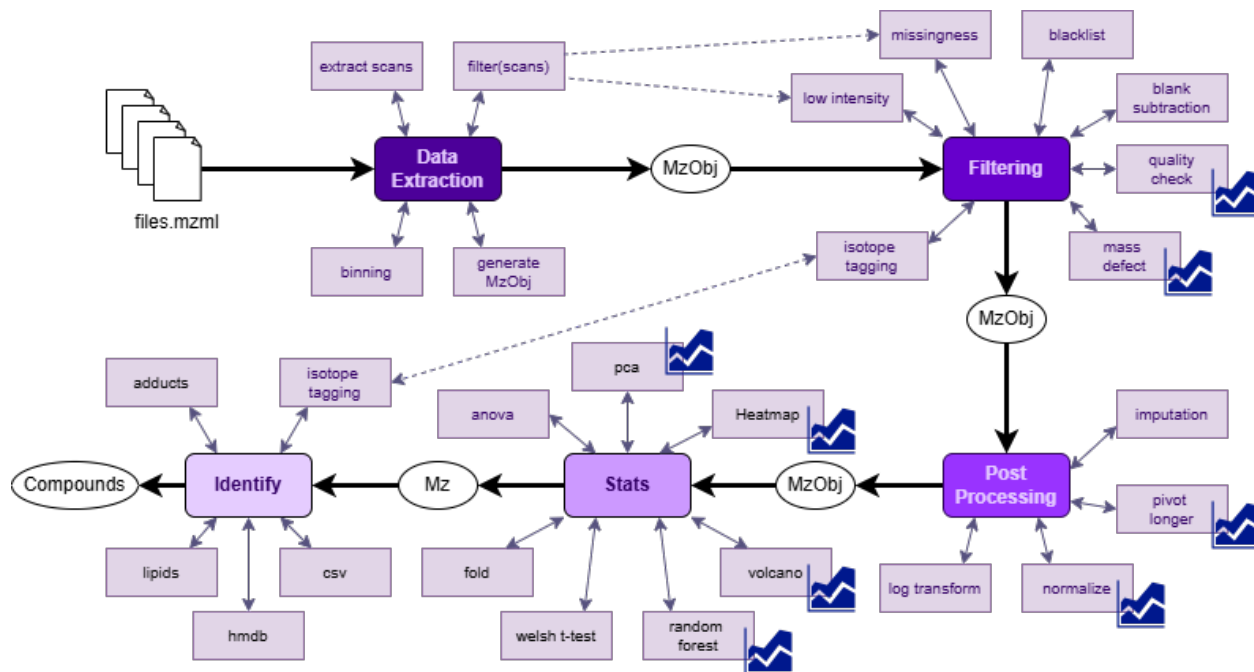 missingness
blacklist
extract scans
filter(scans)
low intensity
blank
subtraction
Data
Extraction
MzObj
Filtering
quality
check
files.mzml
binning
generate
MzObj
isotope
tagging
mass
defect
MzObj
adducts
isotope
tagging
pca
anova
Heatmap
imputation
Compounds
Identify
Mz
Stats
MzObj
Post
Processing
pivot
longer
lipids
csv
fold
volcano
log transform
normalize
hmdb
welsh t-test
random
forest